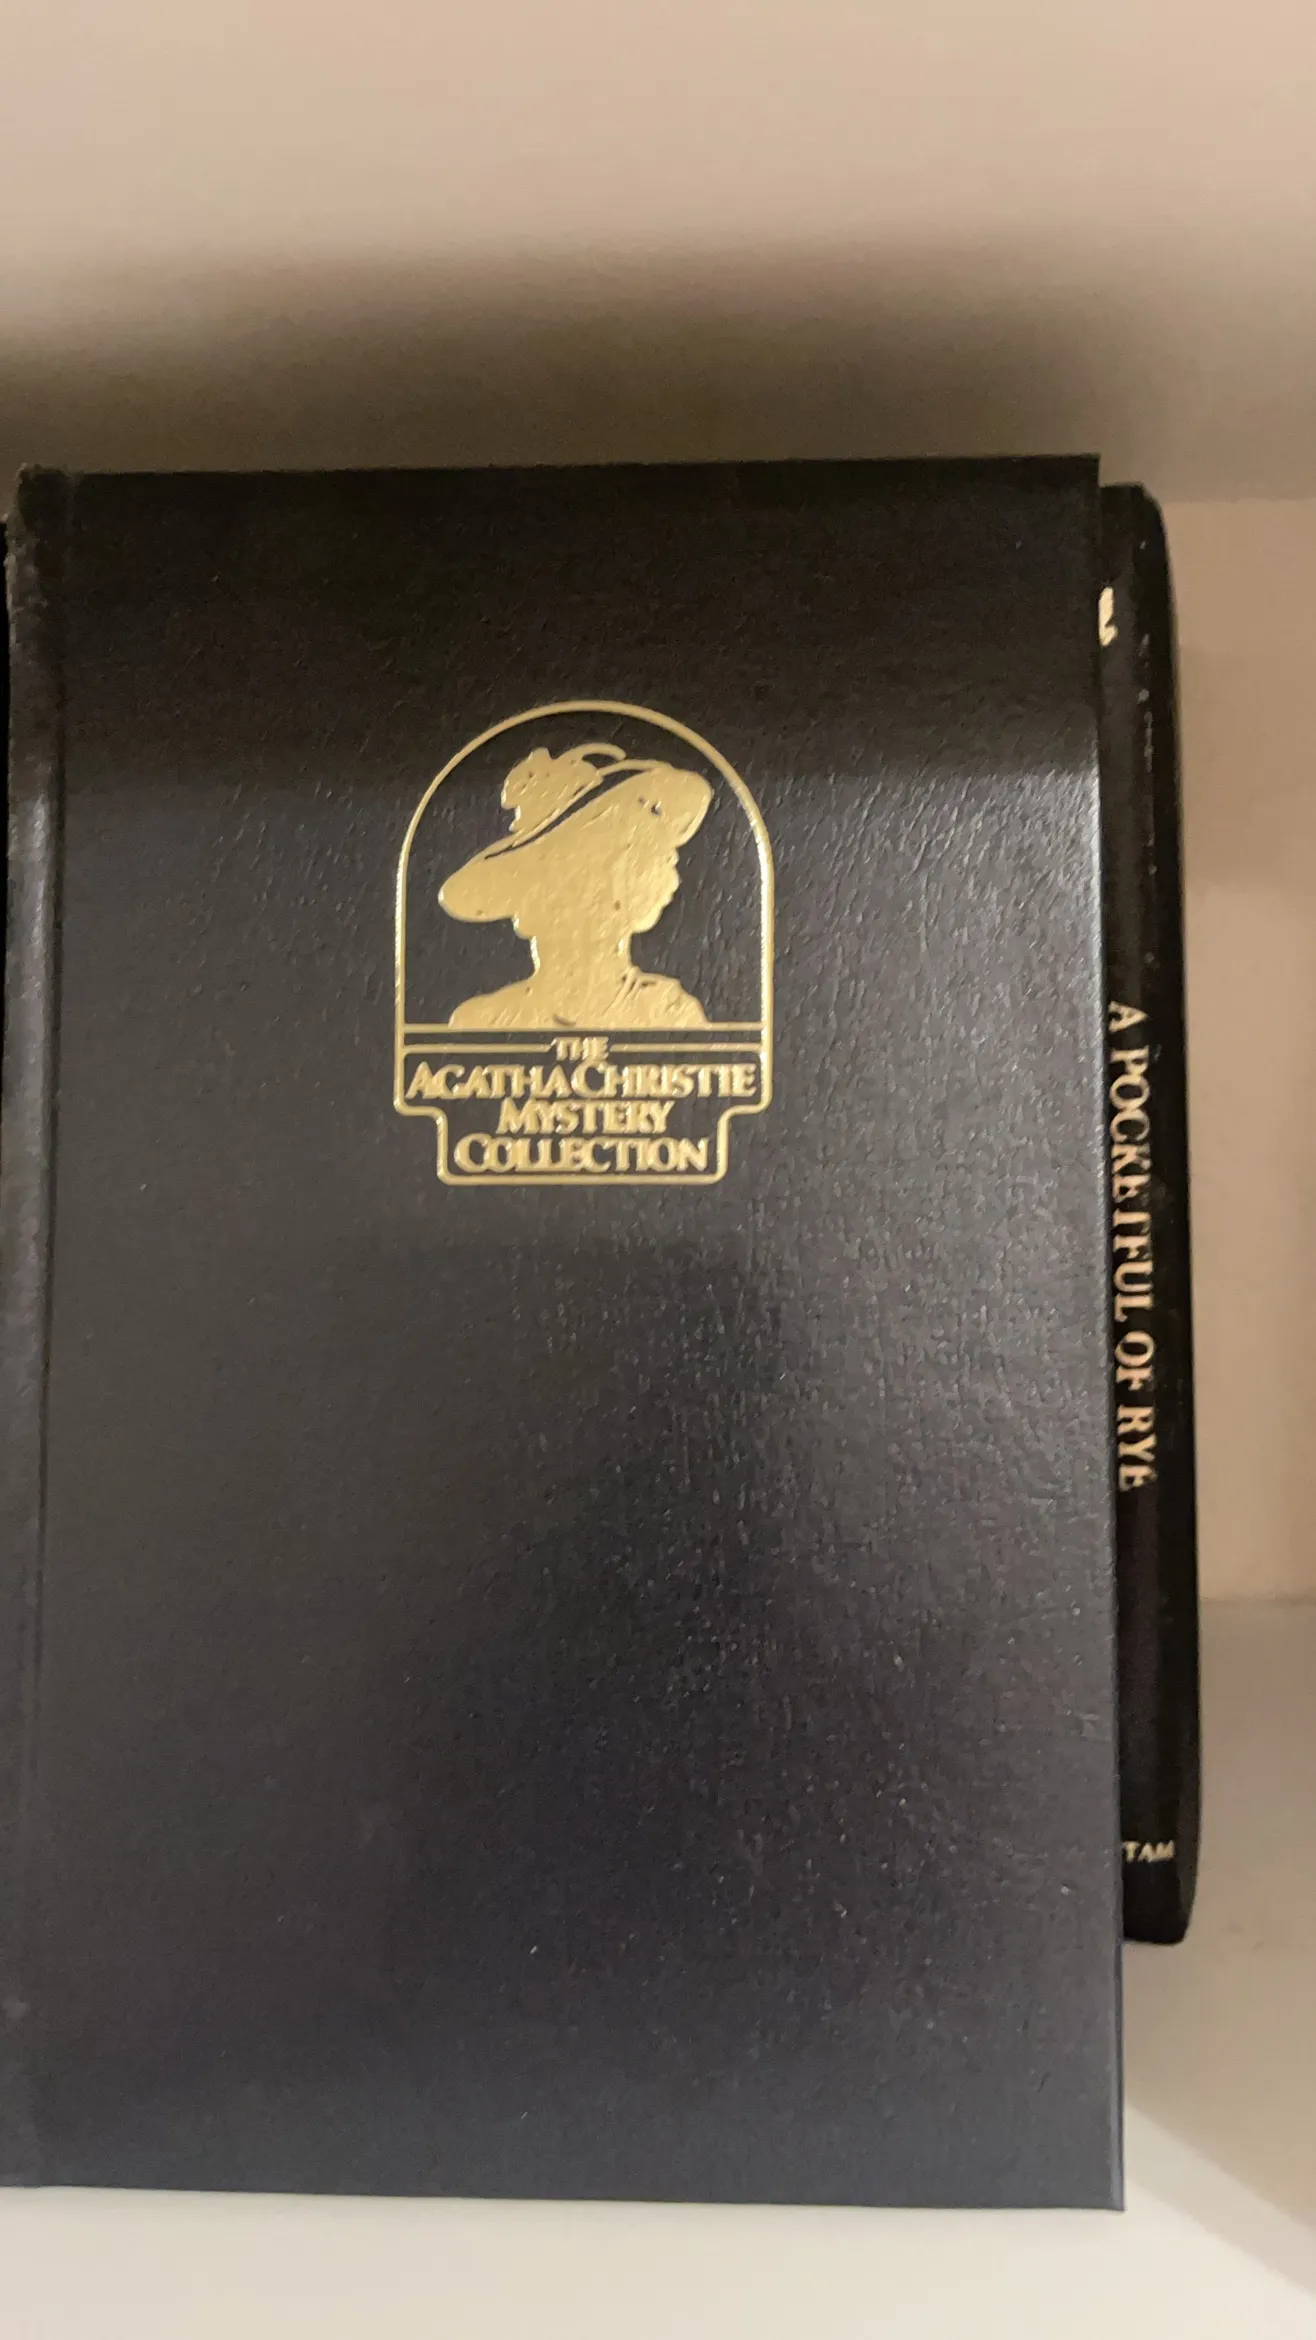 THE
AGATHA CHRISTIE
MYSTERY
COLLECTION
A POCKETFUL OF RYE
TAM